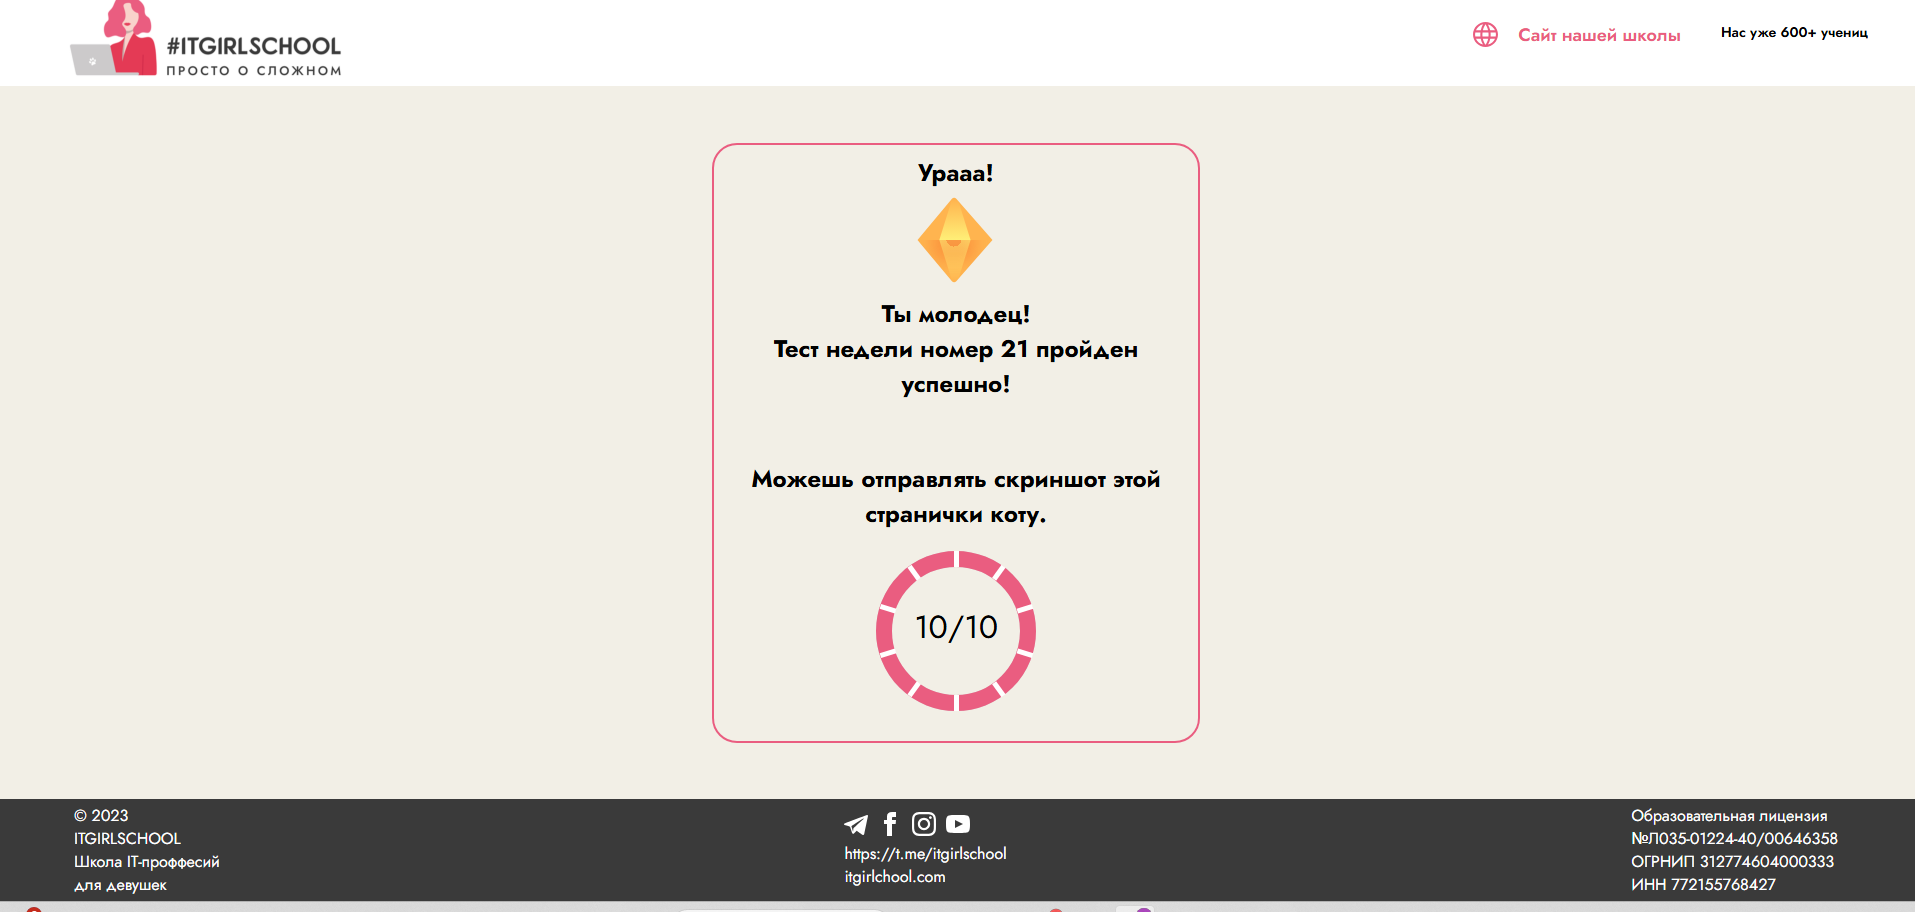 #ITGIRLSCHOOL
ПРОСТО О СЛОЖНОМ
Сайт нашей школы
Нас уже 600+ учениц
Урааа!
Ты молодец!
Тест недели номер 21 пройден
успешно!
Можешь отправлять скриншот этой
странички коту.
10/10
© 2023
ITGIRLSCHOOL
Школа IT-проффесий
для девушек
https://t.me/itgirlschool
itgirlchool.com
Образовательная лицензия
№Л035-01224-40/00646358
ОГРНИП 312774604000333
ИНН 772155768427